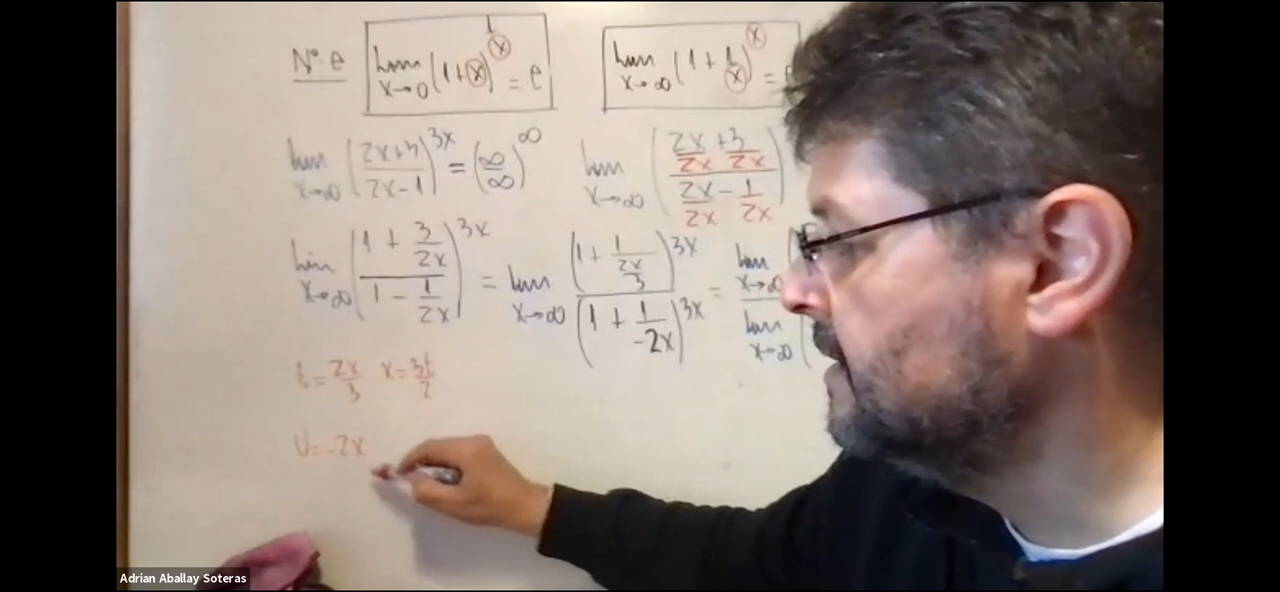 Nº e lim x→0 (1+x)^1/x = e lim x→∞ (1 + 1/x)^x =
lim x→∞ ((2x+3)/(2x-1))^3x = (∞/∞)^∞ lim x→∞ ((2x/2x + 3/2x)/(2x/2x - 1/2x))
lim x→∞ ((1 + 3/2x)/(1 - 1/2x))^3x = lim x→∞ (1 + 1/(2x/3))^3x/(1 + 1/-2x)^3x = lim x→∞ ( / lim x→∞ (
t = 2x/3 x = 3t/2
U = -2x
Adrian Aballay Soteras